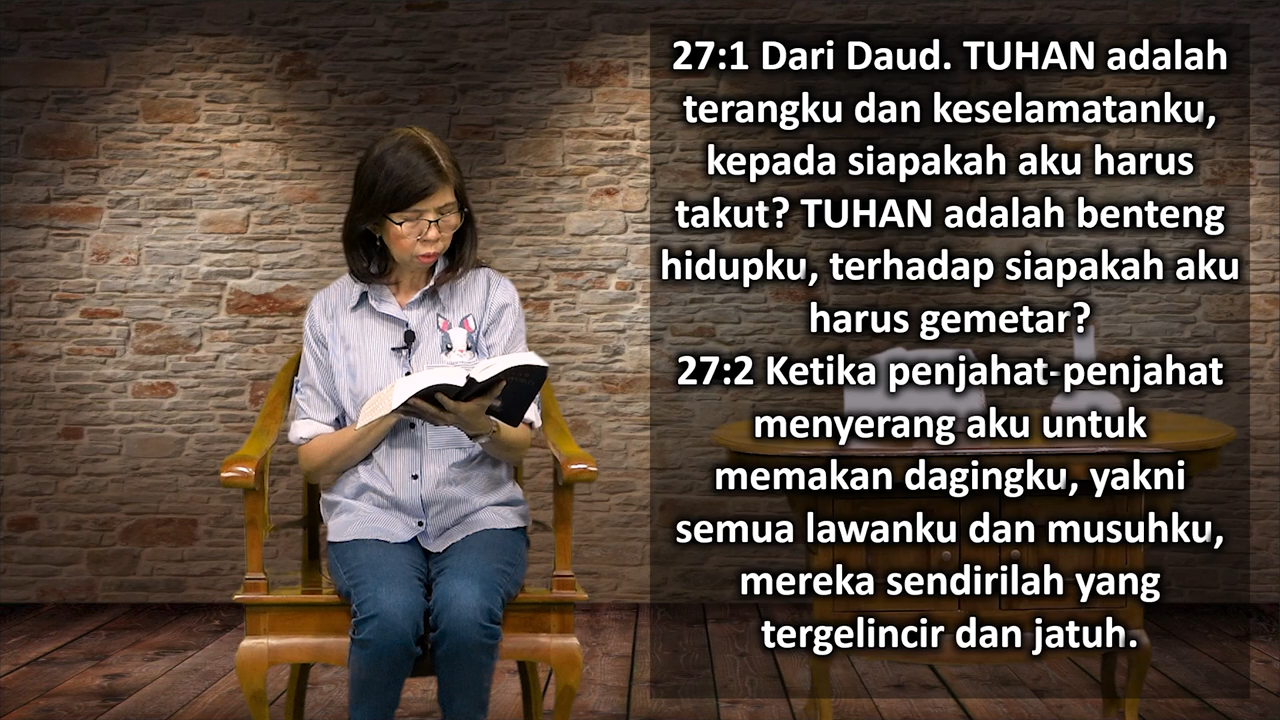 27:1 Dari Daud. TUHAN adalah
terangku dan keselamatanku,
kepada siapakah aku harus
takut? TUHAN adalah benteng
hidupku, terhadap siapakah aku
harus gemetar?
27:2 Ketika penjahat-penjahat
menyerang aku untuk
memakan dagingku, yakni
semua lawanku dan musuhku,
mereka sendirilah yang
tergelincir dan jatuh.